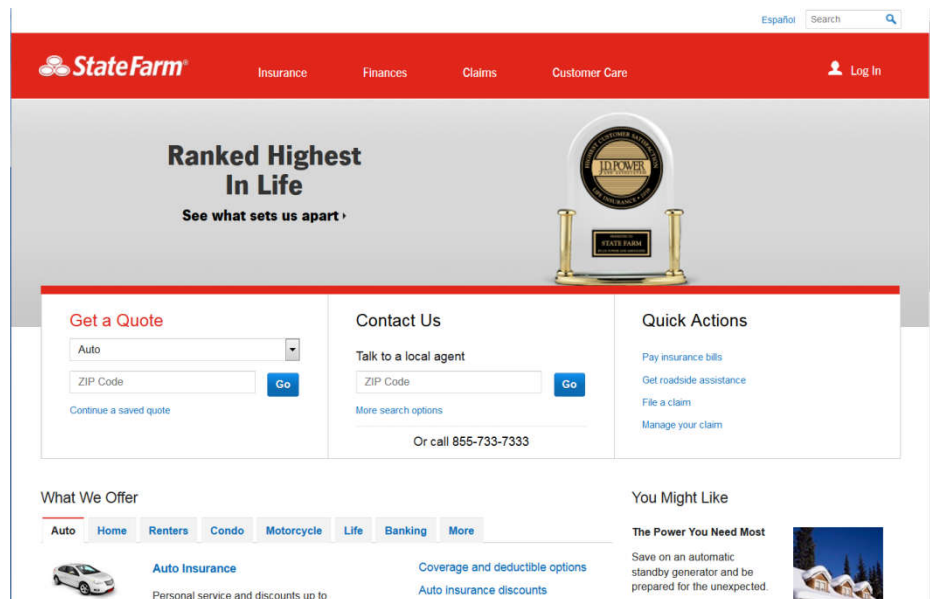 Español
Search
StateFarm®
Insurance
Finances
Claims
Customer Care
Log In
Ranked Highest
In Life
See what sets us apart
HIGHEST CUSTOMER SATISFACTION
J.D.POWER
LIFE INSURANCE
STATE FARM
Get a Quote
Auto
ZIP Code
Go
Continue a saved quote
Contact Us
Talk to a local agent
ZIP Code
Go
More search options
Or call 855-733-7333
Quick Actions
Pay insurance bills
Get roadside assistance
File a claim
Manage your claim
What We Offer
Auto
Home
Renters
Condo
Motorcycle
Life
Banking
More
Auto Insurance
Personal service and discounts up to
Coverage and deductible options
Auto insurance discounts
You Might Like
The Power You Need Most
Save on an automatic
standby generator and be
prepared for the unexpected.